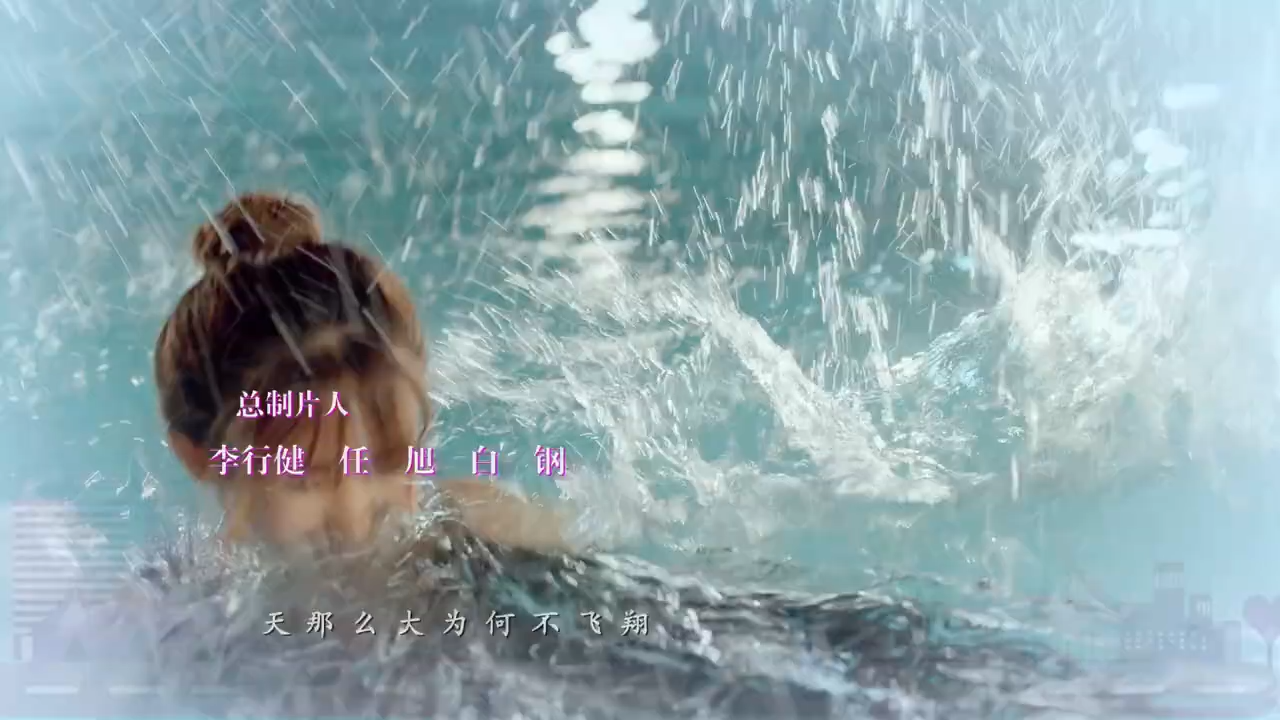 总制片人
李行健 任旭 白钢
天那么大为何不飞翔